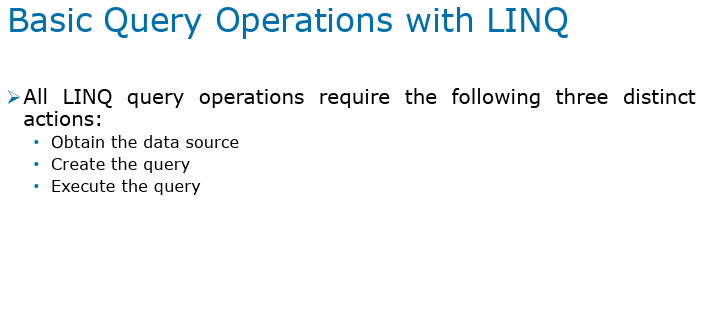 Basic Query Operations with LINQ
➢All LINQ query operations require the following three distinct
actions:
• Obtain the data source
• Create the query
• Execute the query